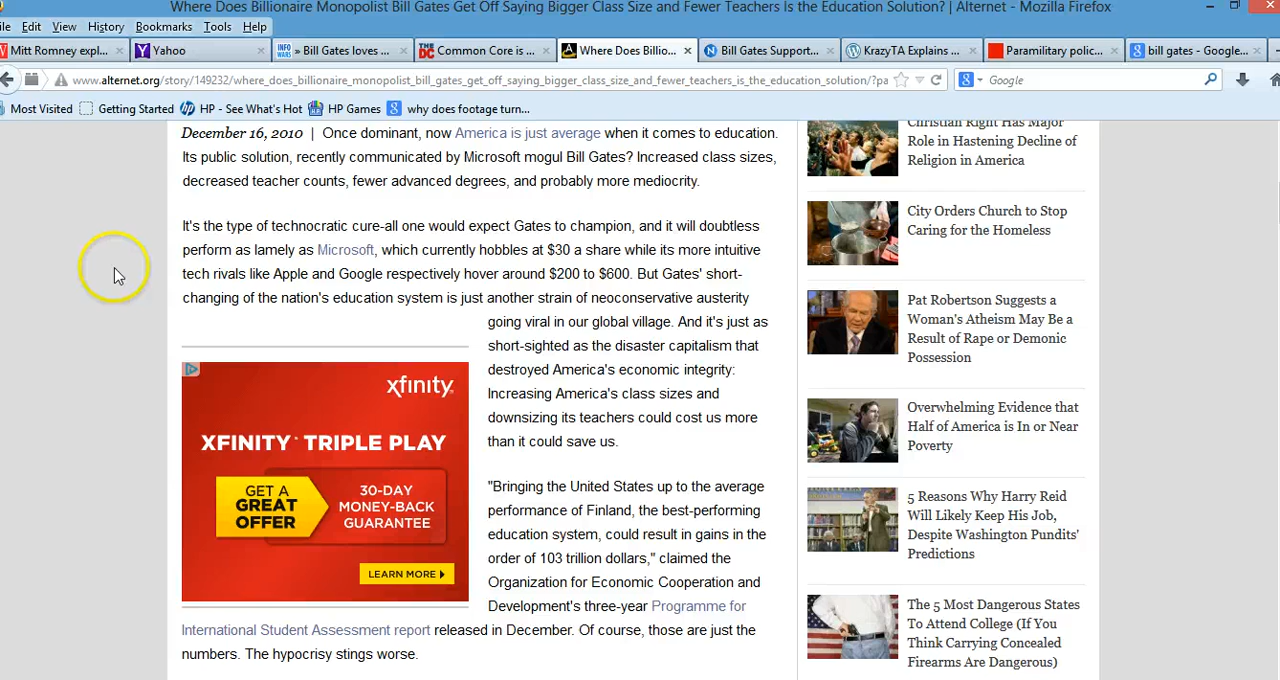 Where Does Billionaire Monopolist Bill Gates Get Off Saying Bigger Class Size and Fewer Teachers Is the Education Solution? | Alternet - Mozilla Firefox
ile Edit View History Bookmarks Tools Help
Mitt Romney expl...
Yahoo
INFO WARS » Bill Gates loves ...
THE DC Common Core is ...
Where Does Billio...
Bill Gates Support...
KrazyTA Explains ...
Paramilitary polic...
bill gates - Google...
www.alternet.org/story/149232/where_does_billionaire_monopolist_bill_gates_get_off_saying_bigger_class_size_and_fewer_teachers_is_the_education_solution/?pa
Google
Most Visited
Getting Started
HP - See What's Hot
HP Games
why does footage turn...
December 16, 2010 | Once dominant, now America is just average when it comes to education.
Its public solution, recently communicated by Microsoft mogul Bill Gates? Increased class sizes,
decreased teacher counts, fewer advanced degrees, and probably more mediocrity.
It's the type of technocratic cure-all one would expect Gates to champion, and it will doubtless
perform as lamely as Microsoft, which currently hobbles at $30 a share while its more intuitive
tech rivals like Apple and Google respectively hover around $200 to $600. But Gates' short-
changing of the nation's education system is just another strain of neoconservative austerity
going viral in our global village. And it's just as
short-sighted as the disaster capitalism that
destroyed America's economic integrity:
Increasing America's class sizes and
downsizing its teachers could cost us more
than it could save us.
xfinity
XFINITY® TRIPLE PLAY
GET A
GREAT
OFFER
30-DAY
MONEY-BACK
GUARANTEE
LEARN MORE
"Bringing the United States up to the average
performance of Finland, the best-performing
education system, could result in gains in the
order of 103 trillion dollars," claimed the
Organization for Economic Cooperation and
Development's three-year Programme for
International Student Assessment report released in December. Of course, those are just the
numbers. The hypocrisy stings worse.
Christian Right Has Major
Role in Hastening Decline of
Religion in America
City Orders Church to Stop
Caring for the Homeless
Pat Robertson Suggests a
Woman's Atheism May Be a
Result of Rape or Demonic
Possession
Overwhelming Evidence that
Half of America is In or Near
Poverty
5 Reasons Why Harry Reid
Will Likely Keep His Job,
Despite Washington Pundits'
Predictions
The 5 Most Dangerous States
To Attend College (If You
Think Carrying Concealed
Firearms Are Dangerous)